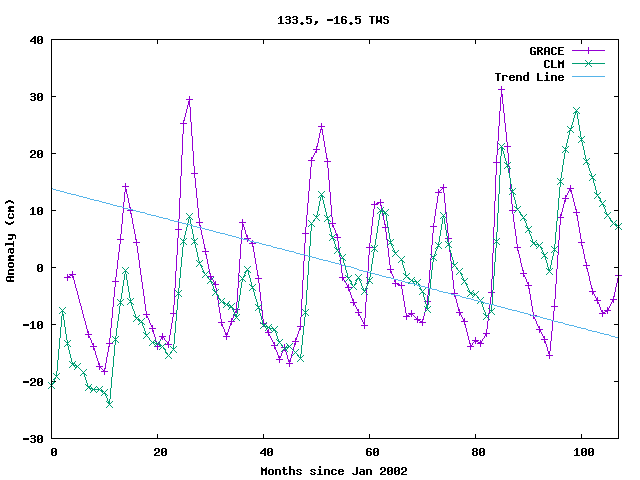 133.5, -16.5 TWS
GRACE
CLM
Trend Line
40
30
20
10
0
-10
-20
-30
Anomaly (cm)
0 20 40 60 80 100
Months since Jan 2002